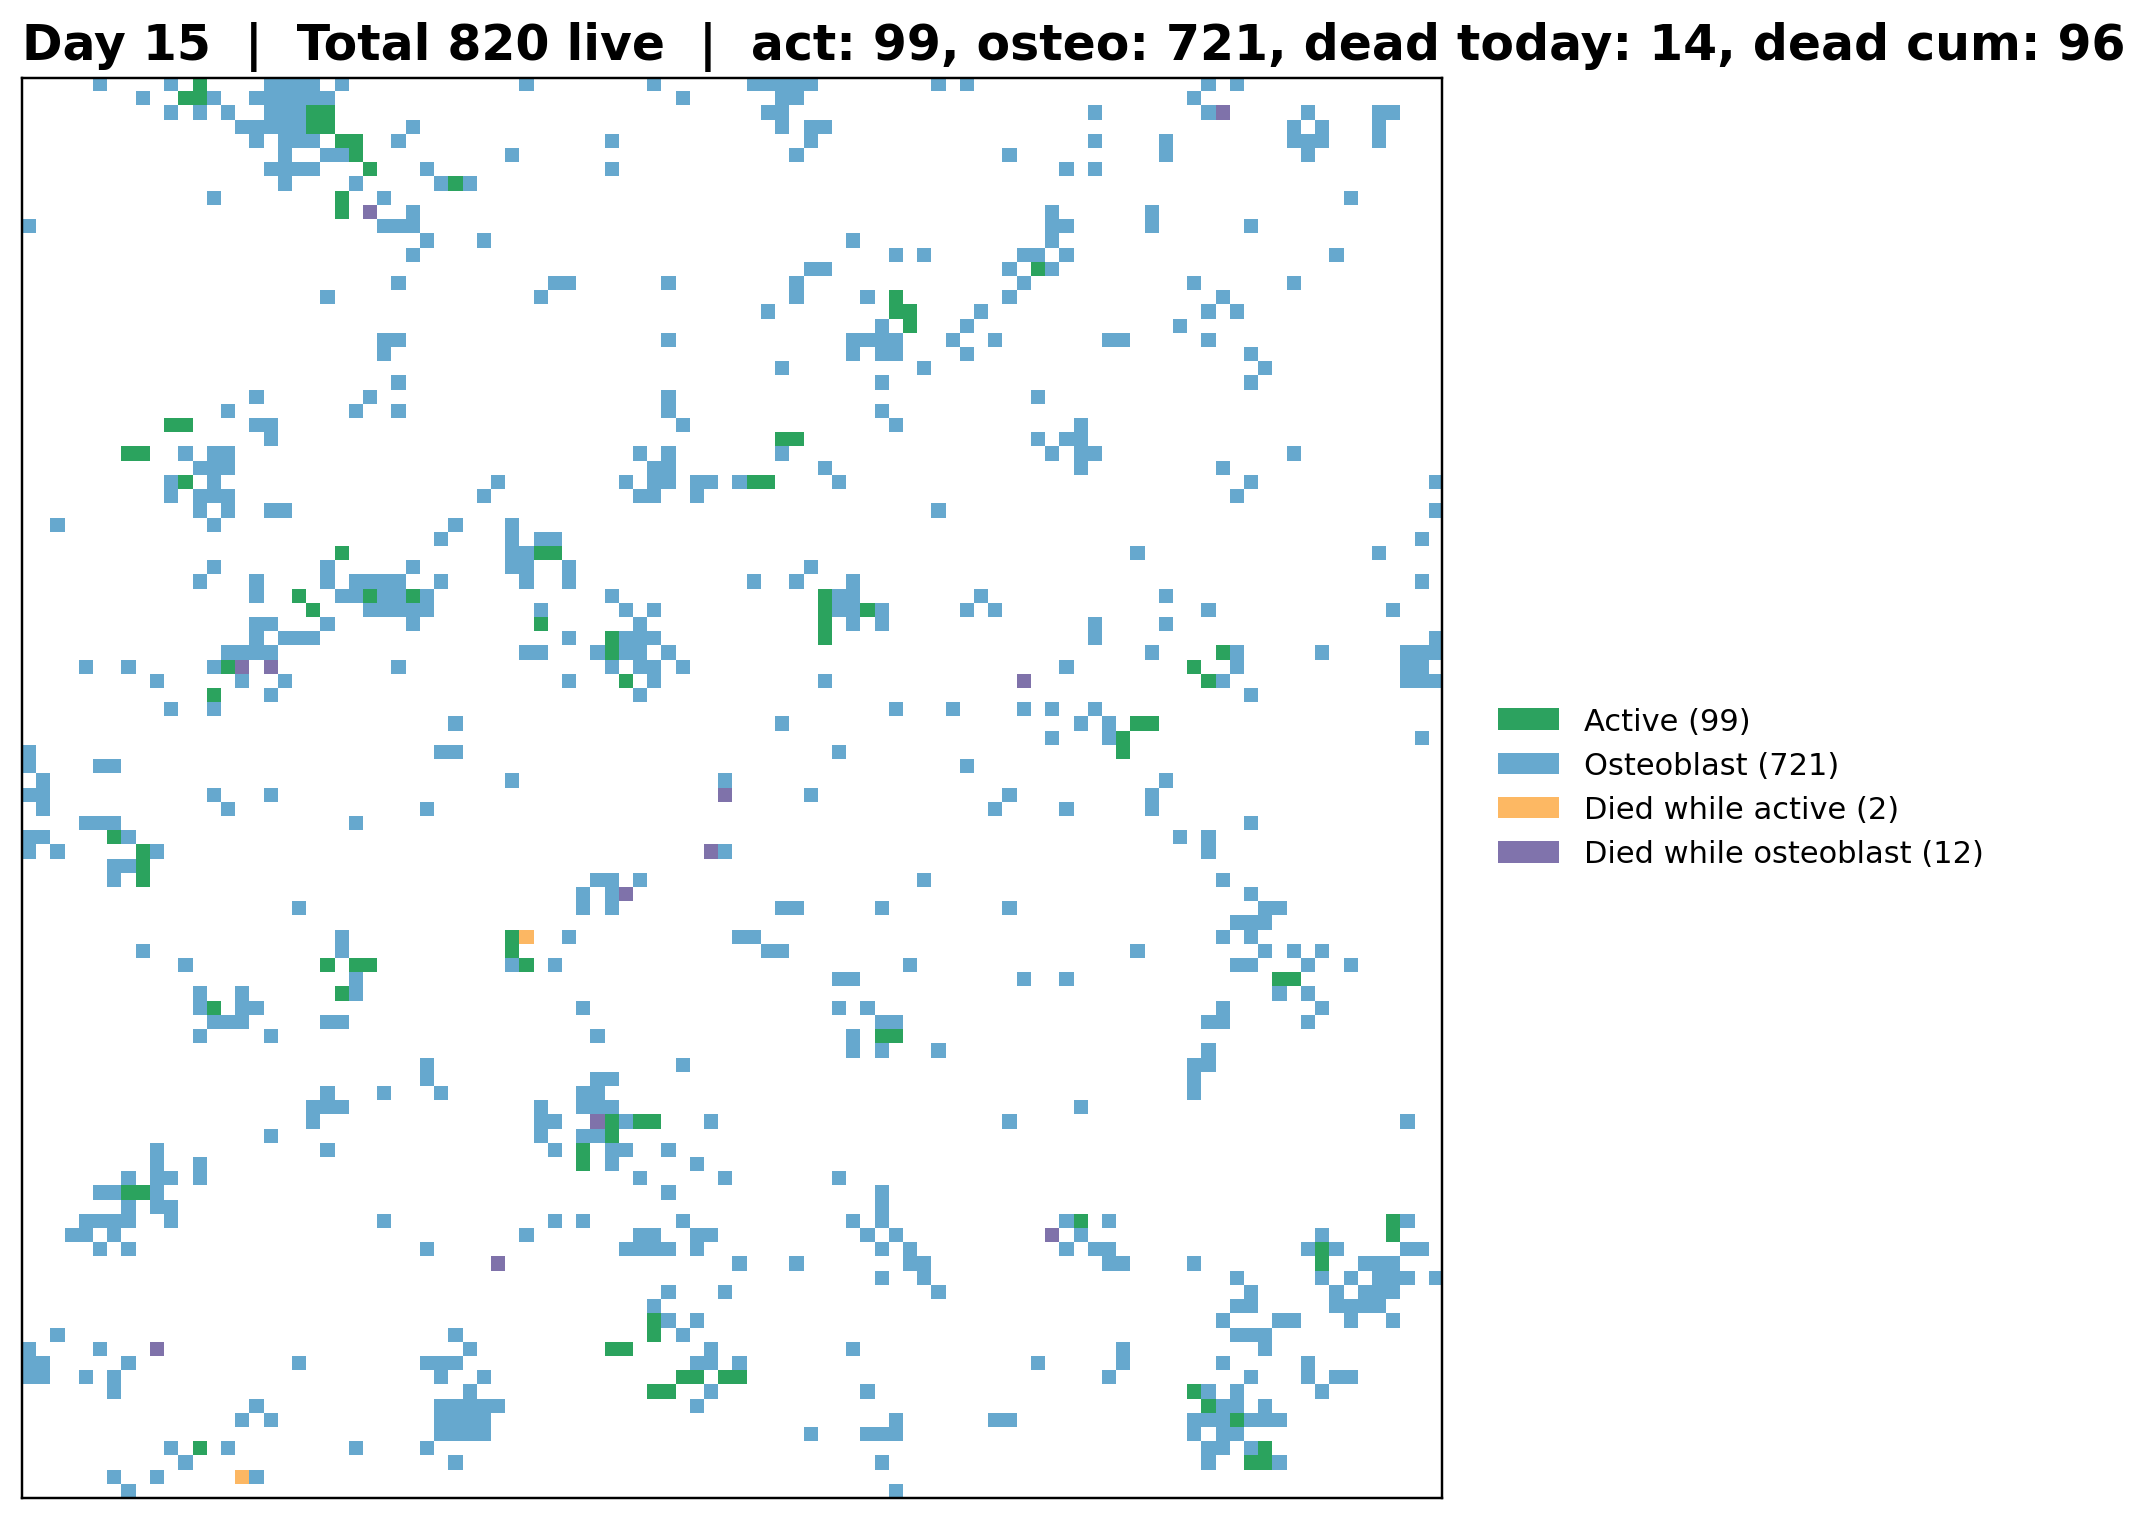 Day 15 | Total 820 live | act: 99, osteo: 721, dead today: 14, dead cum: 96
Active (99)
Osteoblast (721)
Died while active (2)
Died while osteoblast (12)